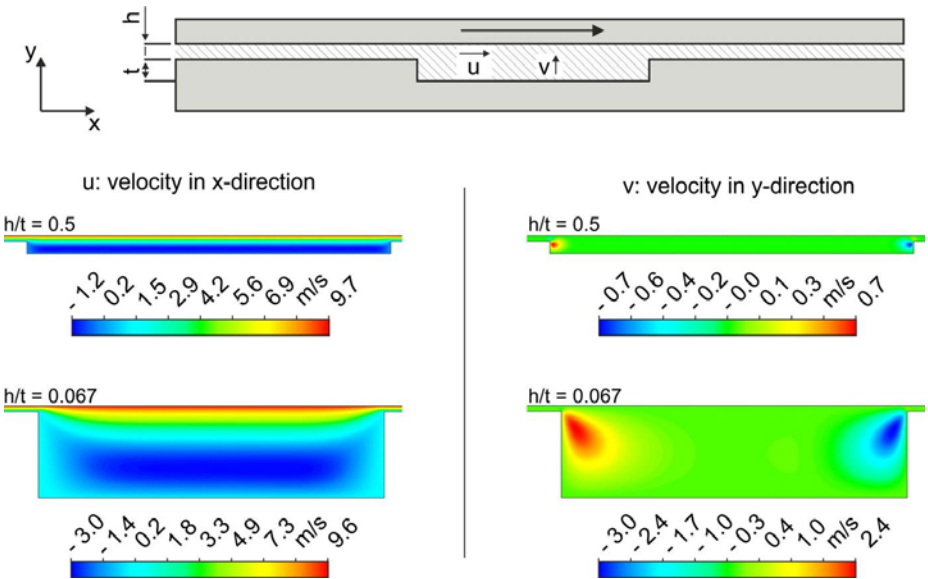 h
t
y
x
u
v
u: velocity in x-direction
v: velocity in y-direction
h/t = 0.5
- 1.2 0.2 1.5 2.9 4.2 5.6 6.9 m/s 9.7
h/t = 0.5
- 0.7 - 0.6 - 0.4 - 0.2 - 0.0 0.1 0.3 m/s 0.7
h/t = 0.067
- 3.0 - 1.4 0.2 1.8 3.3 4.9 7.3 m/s 9.6
h/t = 0.067
- 3.0 - 2.4 - 1.7 - 1.0 - 0.3 0.4 1.0 m/s 2.4